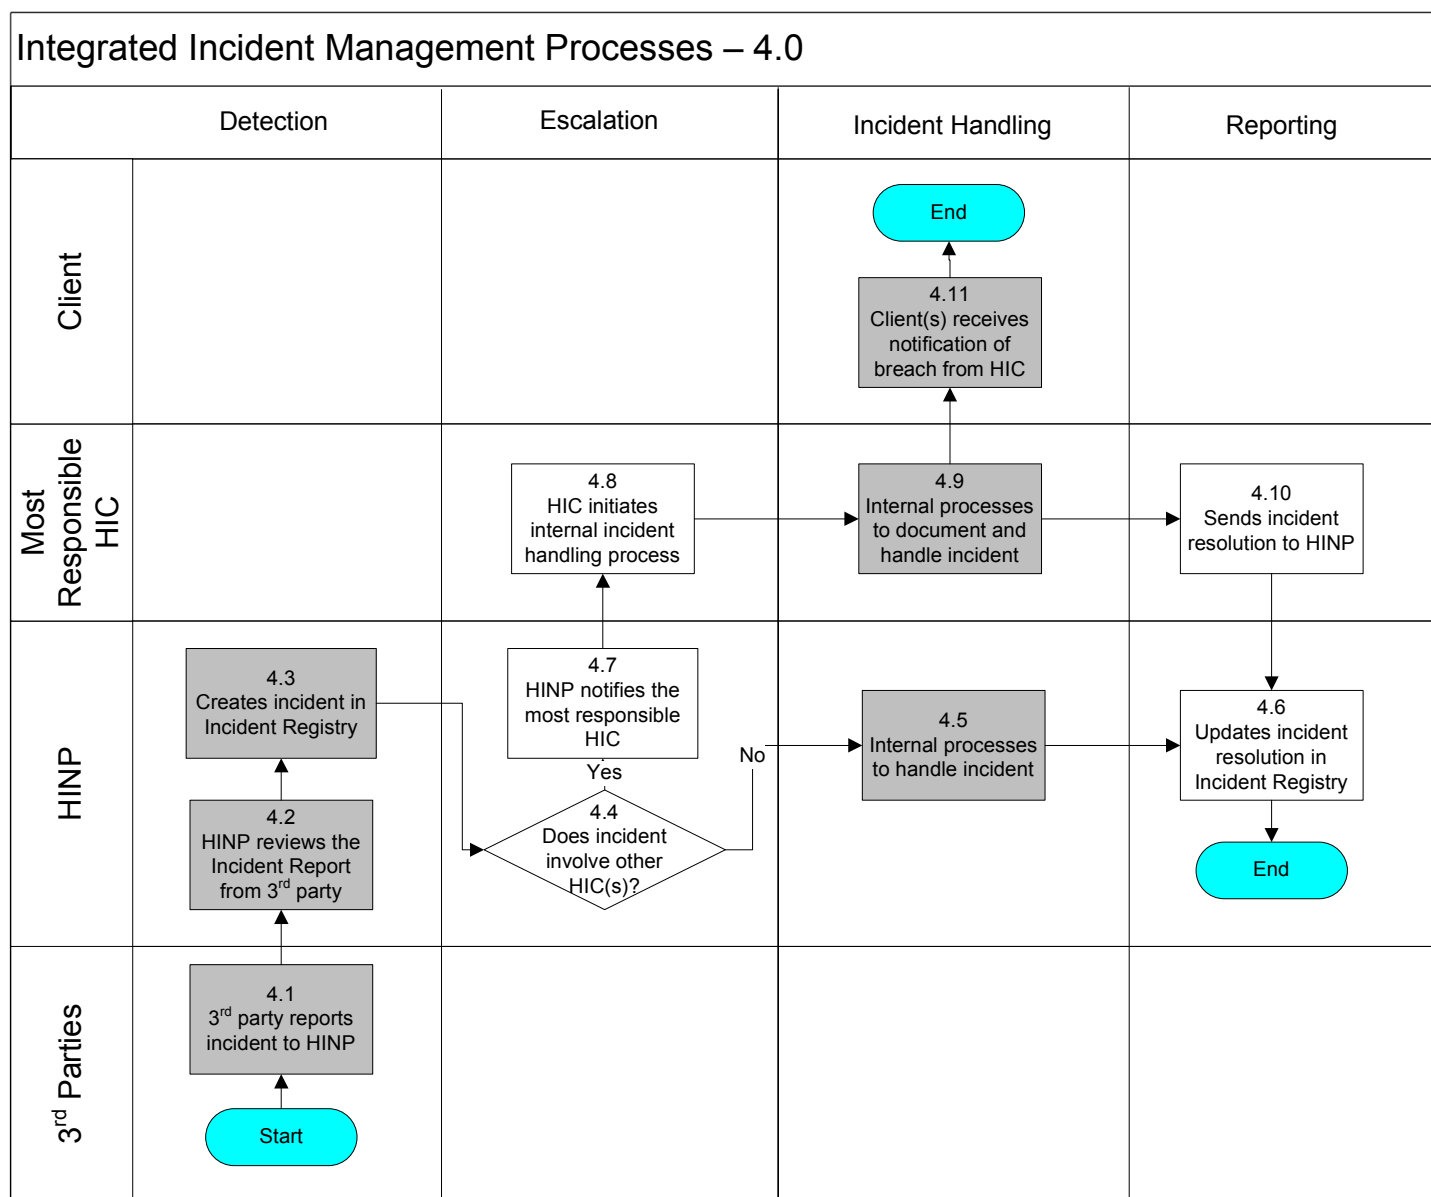 Integrated Incident Management Processes – 4.0
Detection
Escalation
Incident Handling
Reporting
Client
End
4.11
Client(s) receives
notification of
breach from HIC
Most
Responsible
HIC
4.8
HIC initiates
internal incident
handling process
4.9
Internal processes
to document and
handle incident
4.10
Sends incident
resolution to HINP
HINP
4.3
Creates incident in
Incident Registry
4.7
HINP notifies the
most responsible
HIC
4.5
Internal processes
to handle incident
4.6
Updates incident
resolution in
Incident Registry
Yes
No
4.2
HINP reviews the
Incident Report
from 3rd party
4.4
Does incident
involve other
HIC(s)?
End
3rd Parties
4.1
3rd party reports
incident to HINP
Start